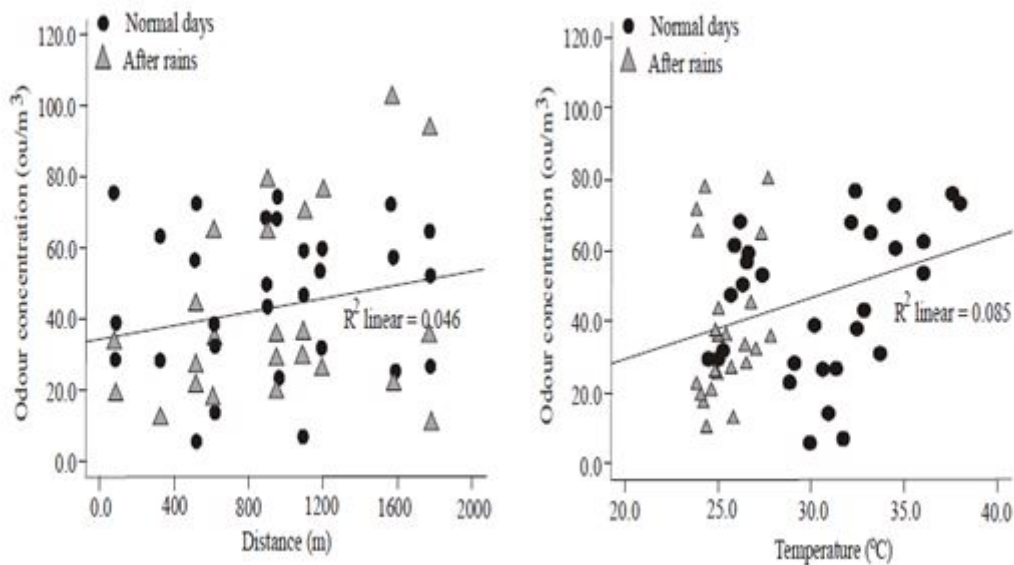 Normal days
After rains
120.0
100.0
80.0
60.0
40.0
20.0
0.0
Odour concentration (ou/m³)
R² linear = 0.046
0.0 400 800 1200 1600 2000
Distance (m)
Normal days
After rains
120.0
100.0
80.0
60.0
40.0
20.0
0.0
Odour concentration (ou/m³)
R² linear = 0.085
20.0 25.0 30.0 35.0 40.0
Temperature (⁰C)